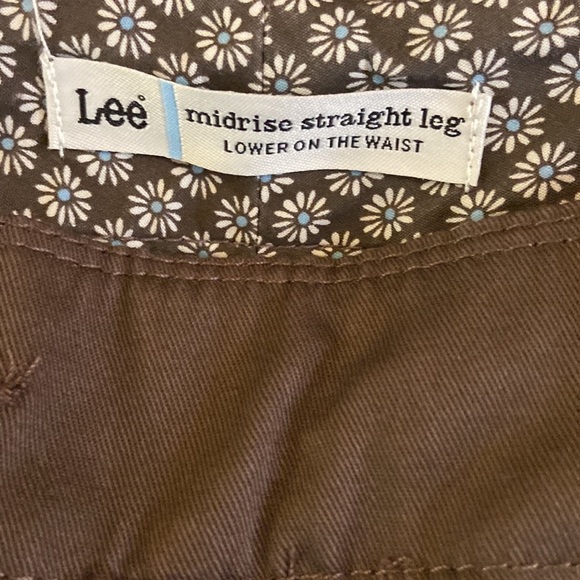 Lee®
midrise straight leg
LOWER ON THE WAIST